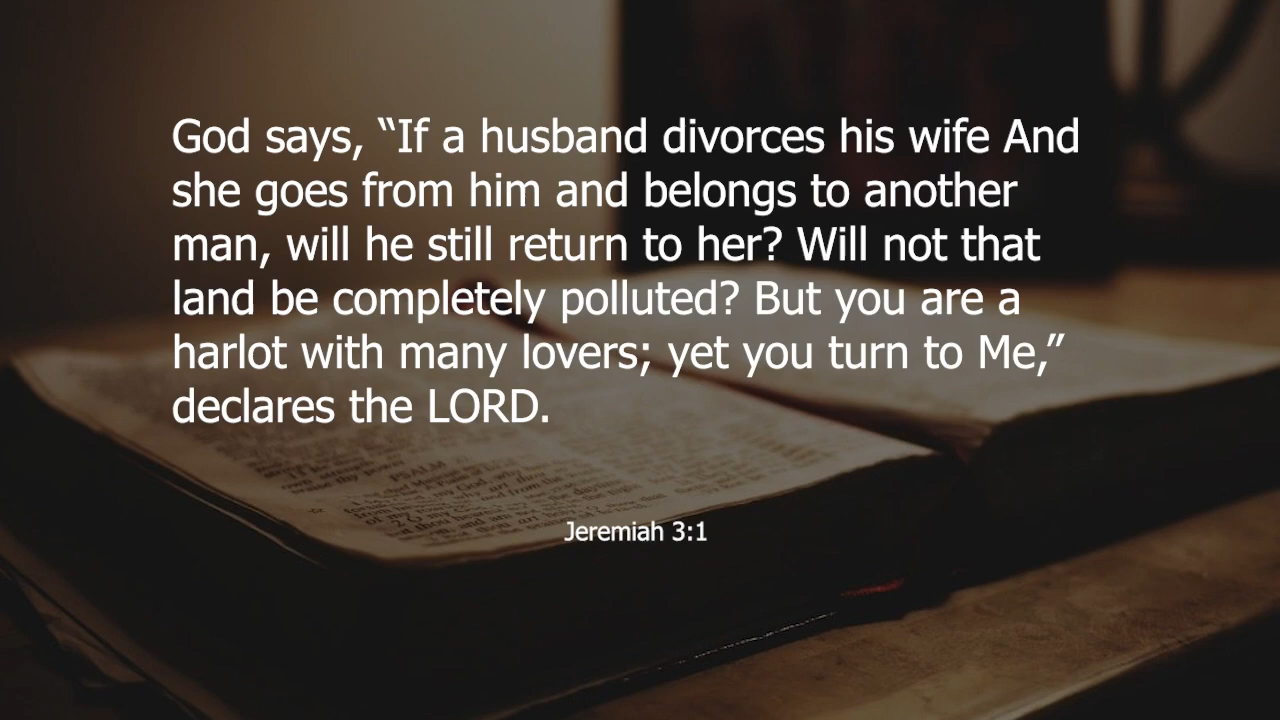 God says, “If a husband divorces his wife And
she goes from him and belongs to another
man, will he still return to her? Will not that
land be completely polluted? But you are a
harlot with many lovers; yet you turn to Me,”
declares the LORD.
PSALM
Jeremiah 3:1